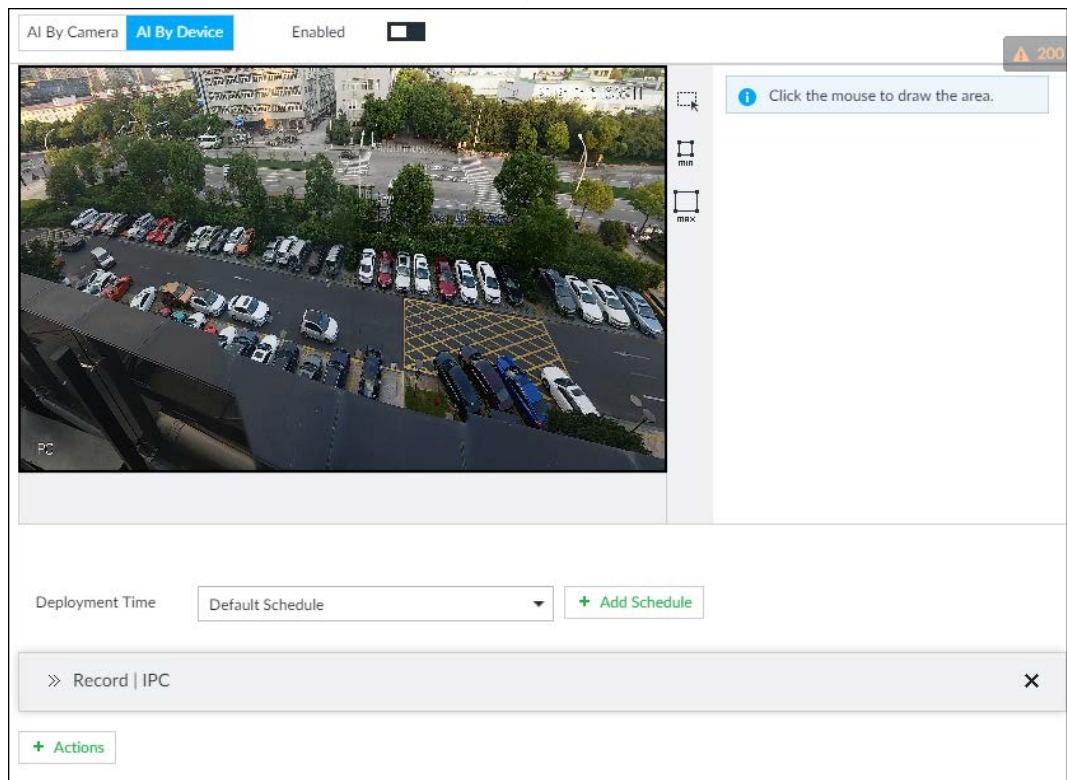 AI By Camera AI By Device Enabled
200
Click the mouse to draw the area.
min
max
PC
Deployment Time Default Schedule + Add Schedule
Record | IPC
+ Actions